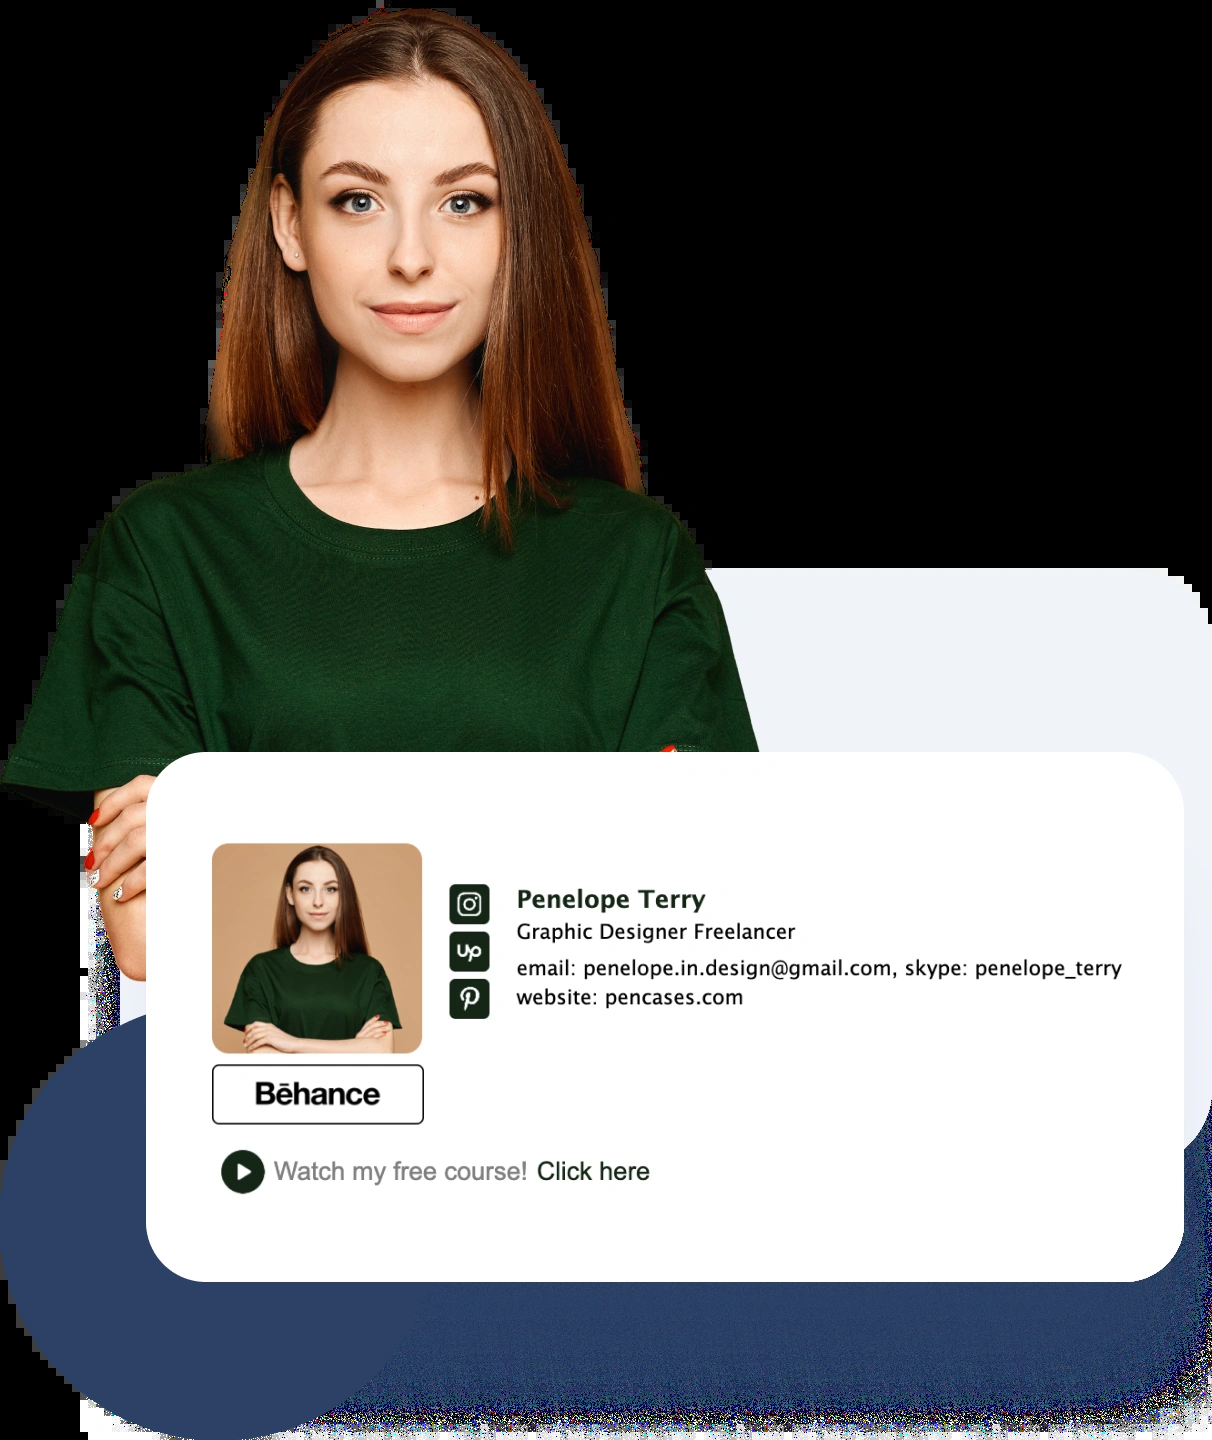 Penelope Terry
Graphic Designer Freelancer
email: penelope.in.design@gmail.com, skype: penelope_terry
website: pencases.com
up
Bēhance
Watch my free course! Click here